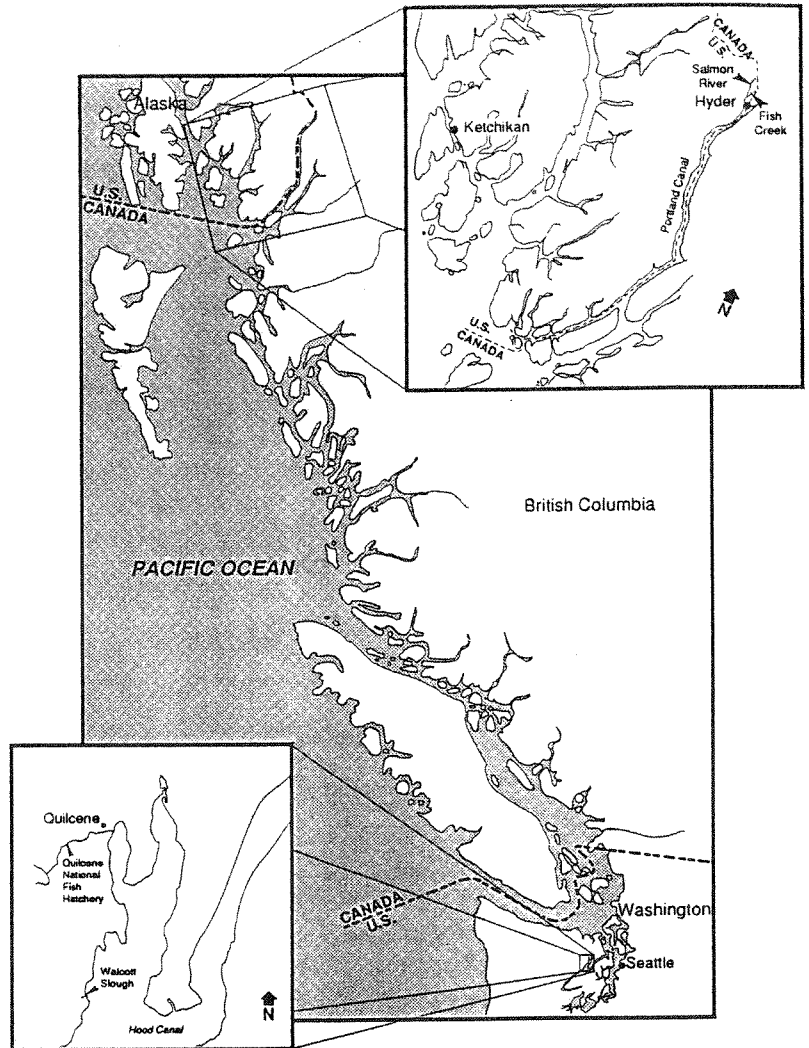 CANADA
U.S.
Salmon
River
Hyder
Fish
Creek
Ketchikan
Portland Canal
N
U.S.
CANADA
Alaska
U.S.
CANADA
British Columbia
PACIFIC OCEAN
CANADA
U.S.
Washington
Seattle
Quilcene
Quilcene
National
Fish
Hatchery
Walcott
Slough
Hood Canal
N